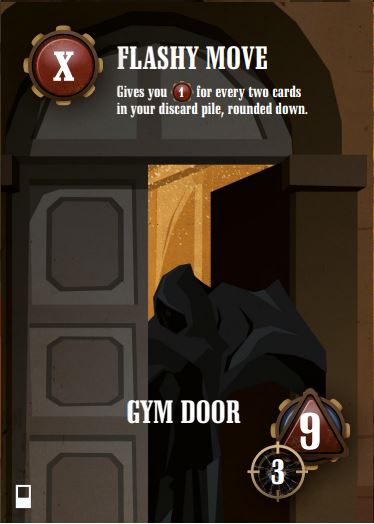 X
FLASHY MOVE
Gives you 1 for every two cards
in your discard pile, rounded down.
GYM DOOR
9
3